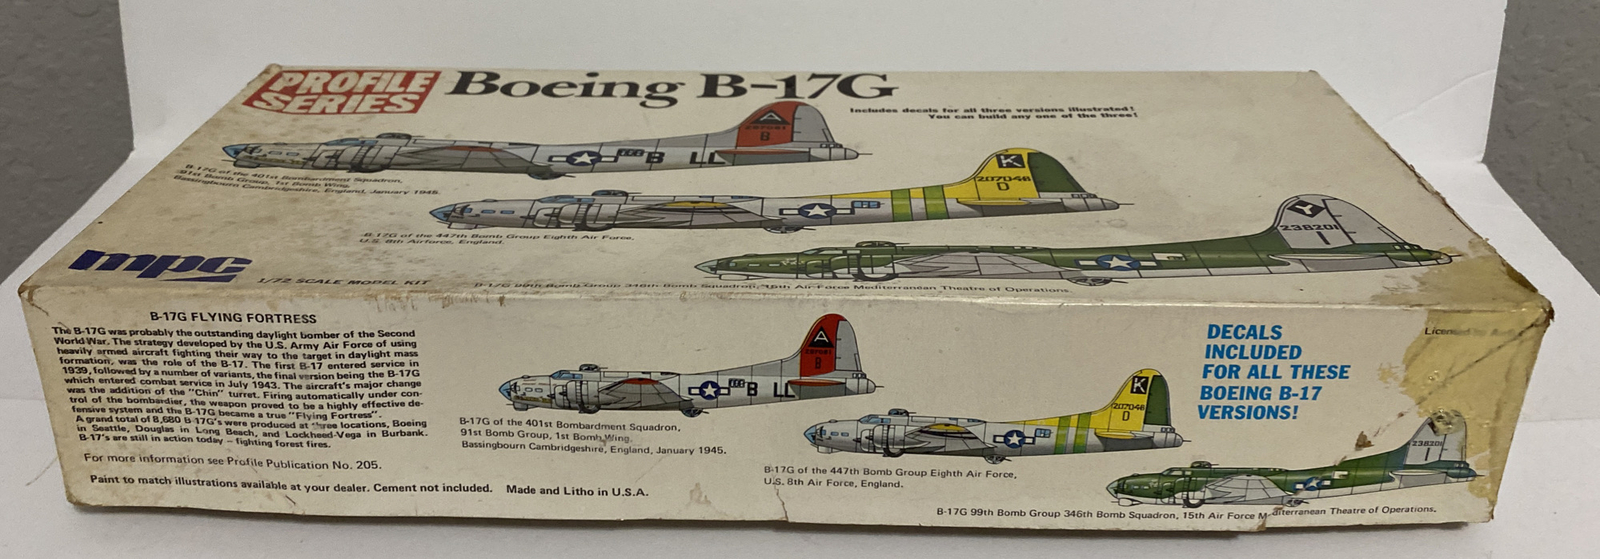 PROFILE
SERIES
Boeing B-17G
Includes decals for all three versions illustrated!
You can build any one of the three!
A
297061
B
B LL
B-17G of the 401st Bombardment Squadron,
91st Bomb Group, 1st Bomb Wing,
Bassingbourn Cambridgeshire, England, January 1945.
K
207048
D
B-17G of the 447th Bomb Group Eighth Air Force,
U.S. 8th Airforce, England.
Y
238201
I
B-17G 99th Bomb Group 346th Bomb Squadron, 15th Air Force Mediterranean Theatre of Operations.
mpc
1/72 SCALE MODEL KIT
B-17G FLYING FORTRESS
The B-17G was probably the outstanding daylight bomber of the Second
World War. The strategy developed by the U.S. Army Air Force of using
heavily armed aircraft fighting their way to the target in daylight mass
formation, was the role of the B-17. The first B-17 entered service in
1939, followed by a number of variants, the final version being the B-17G
which entered combat service in July 1943. The aircraft's major change
was the addition of the "Chin" turret. Firing automatically under con-
trol of the bombardier, the weapon proved to be a highly effective de-
fensive system and the B-17G became a true "Flying Fortress".
A grand total of 8,680 B-17G's were produced at three locations, Boeing
in Seattle, Douglas in Long Beach, and Lockheed-Vega in Burbank.
B-17's are still in action today – fighting forest fires.
For more information see Profile Publication No. 205.
Paint to match illustrations available at your dealer. Cement not included. Made and Litho in U.S.A.
A
B
B LL
B-17G of the 401st Bombardment Squadron,
91st Bomb Group, 1st Bomb Wing.
Bassingbourn Cambridgeshire, England, January 1945.
K
207048
D
B-17G of the 447th Bomb Group Eighth Air Force,
U.S. 8th Air Force, England.
DECALS
INCLUDED
FOR ALL THESE
BOEING B-17
VERSIONS!
Licensed by
238201
I
B-17G 99th Bomb Group 346th Bomb Squadron, 15th Air Force Mediterranean Theatre of Operations.